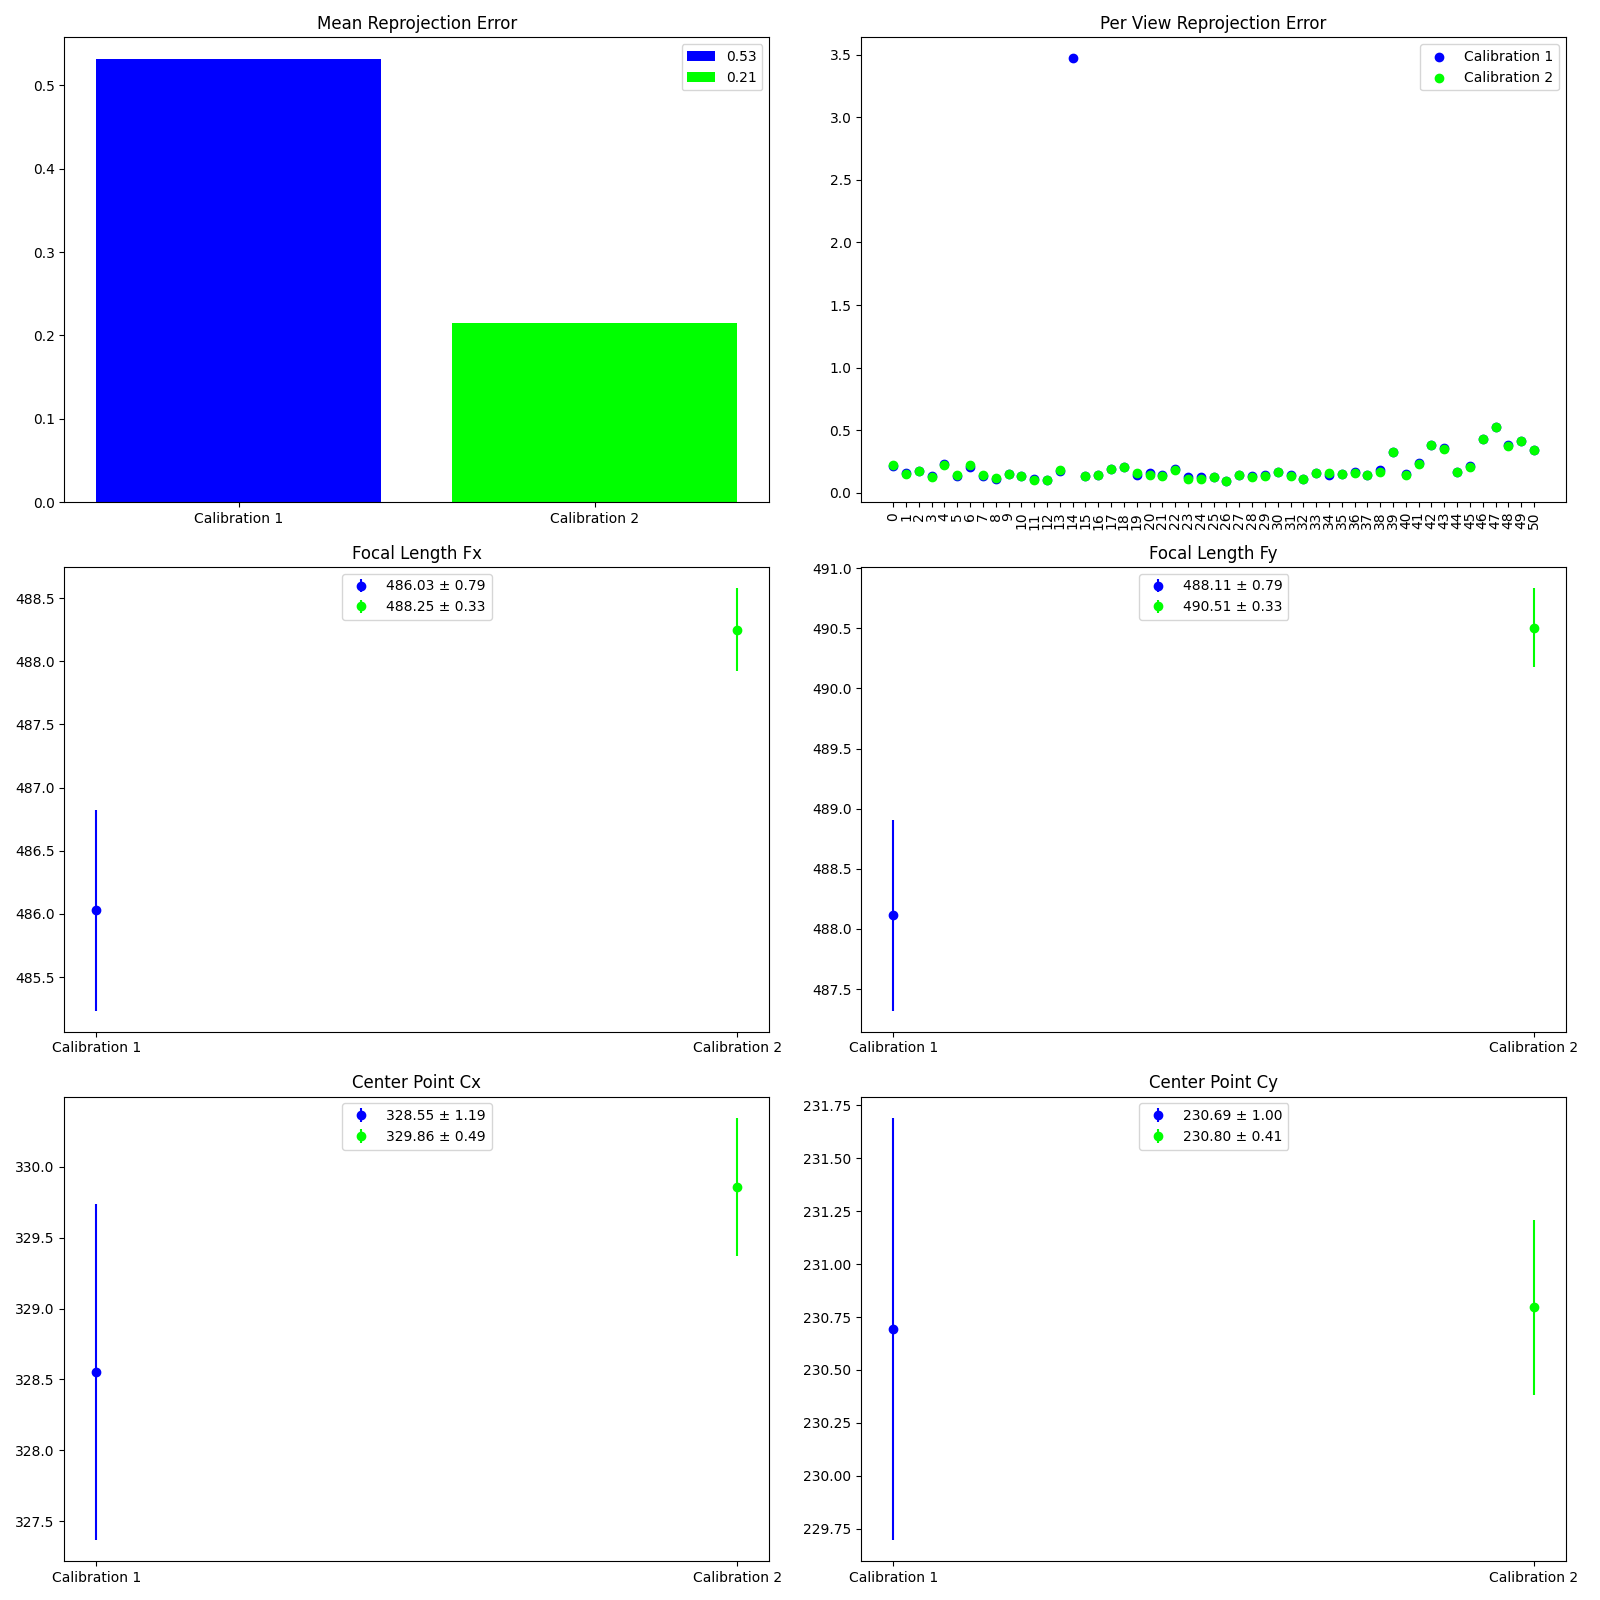 Mean Reprojection Error
0.53
0.21
0.5
0.4
0.3
0.2
0.1
0.0
Calibration 1 Calibration 2
Per View Reprojection Error
Calibration 1
Calibration 2
3.5
3.0
2.5
2.0
1.5
1.0
0.5
0.0
0 1 2 3 4 5 6 7 8 9 10 11 12 13 14 15 16 17 18 19 20 21 22 23 24 25 26 27 28 29 30 31 32 33 34 35 36 37 38 39 40 41 42 43 44 45 46 47 48 49 50
Focal Length Fx
486.03 ± 0.79
488.25 ± 0.33
488.5
488.0
487.5
487.0
486.5
486.0
485.5
Calibration 1 Calibration 2
Focal Length Fy
488.11 ± 0.79
490.51 ± 0.33
491.0
490.5
490.0
489.5
489.0
488.5
488.0
487.5
Calibration 1 Calibration 2
Center Point Cx
328.55 ± 1.19
329.86 ± 0.49
330.0
329.5
329.0
328.5
328.0
327.5
Calibration 1 Calibration 2
Center Point Cy
230.69 ± 1.00
230.80 ± 0.41
231.75
231.50
231.25
231.00
230.75
230.50
230.25
230.00
229.75
Calibration 1 Calibration 2